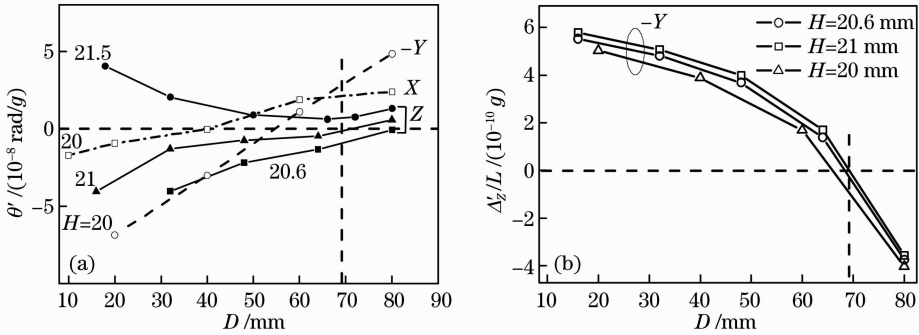 θ′/(10⁻⁸ rad/g)
5
0
−5
21.5
20
21
H=20
20.6
−Y
X
Z
(a)
10 20 30 40 50 60 70 80 90
D /mm
Δ′z/L /(10⁻¹⁰ g)
6
4
2
0
−2
−4
−Y
H=20.6 mm
H=21 mm
H=20 mm
(b)
10 20 30 40 50 60 70 80
D /mm